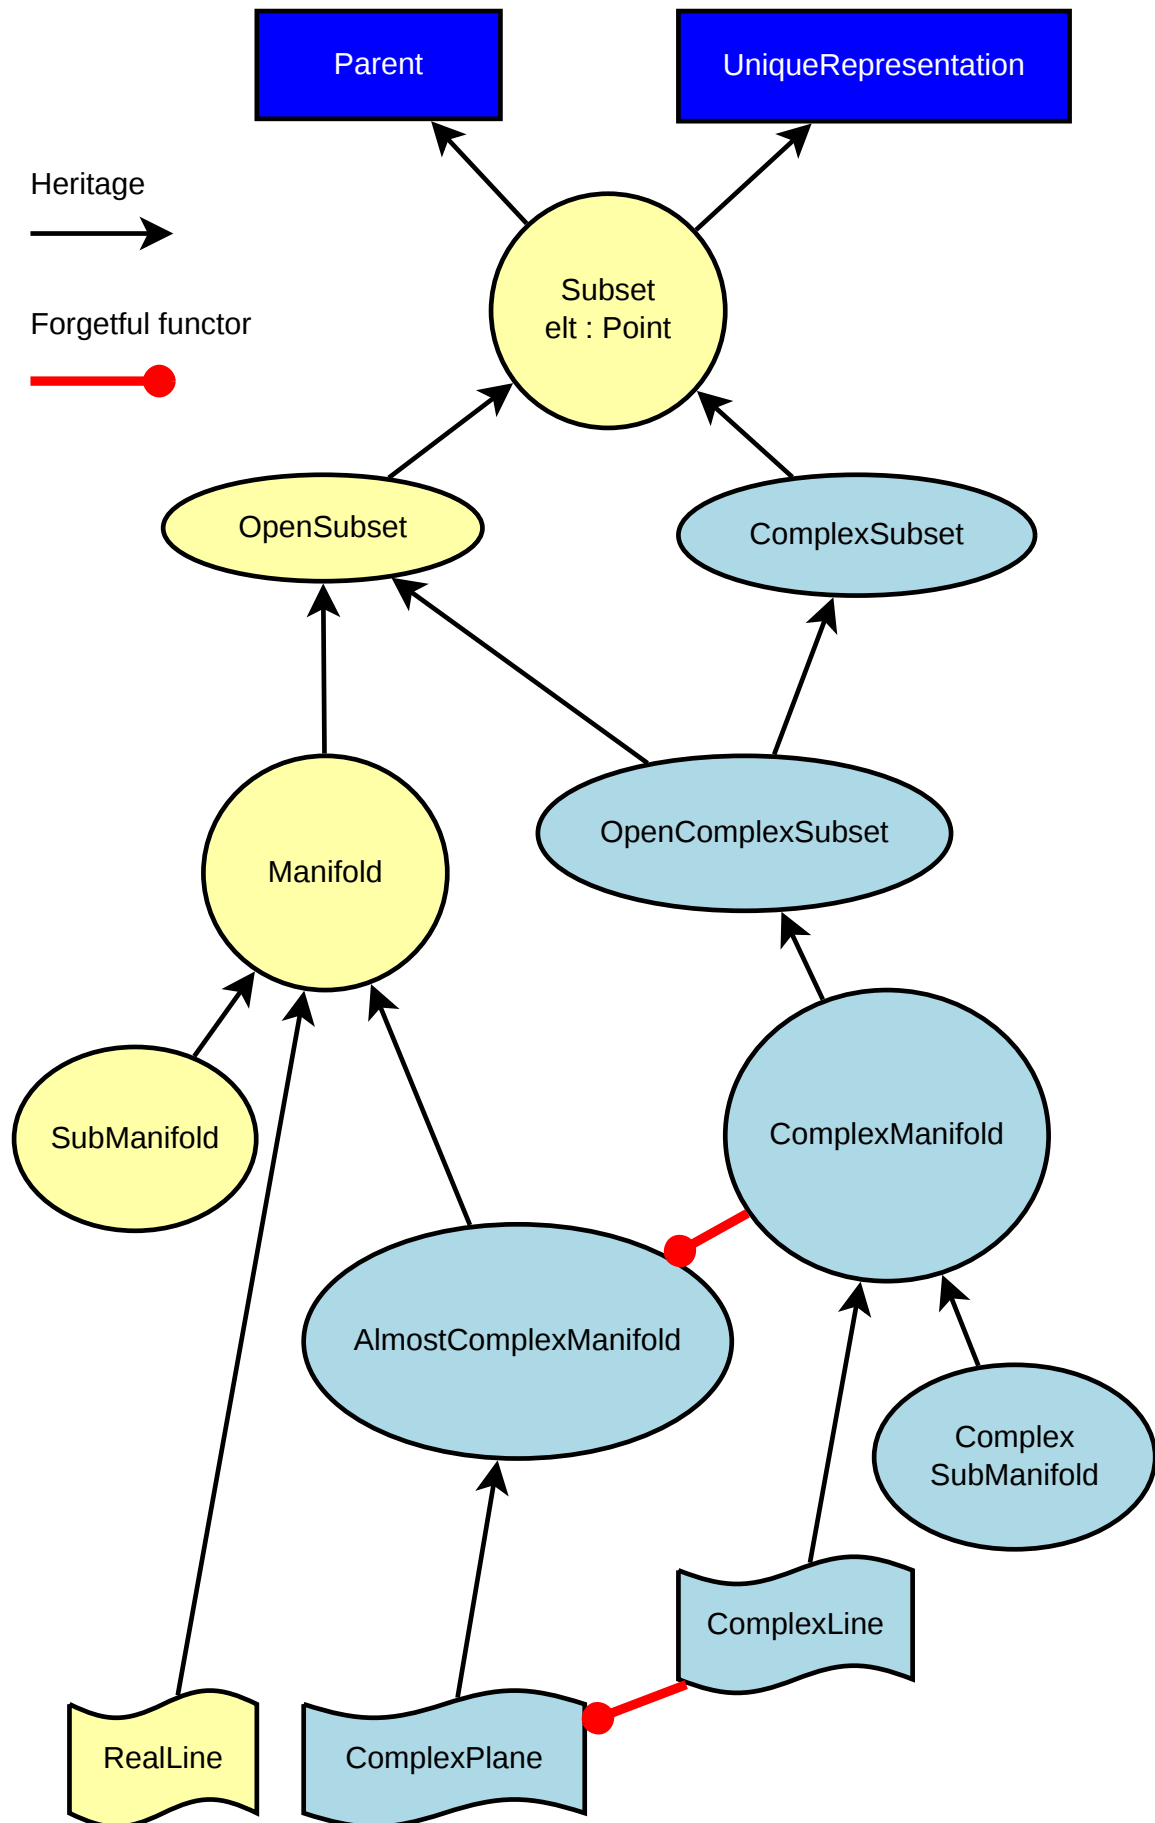 Parent
UniqueRepresentation
Heritage
Subset
elt : Point
Forgetful functor
OpenSubset
ComplexSubset
Manifold
OpenComplexSubset
SubManifold
ComplexManifold
AlmostComplexManifold
Complex
SubManifold
ComplexLine
RealLine
ComplexPlane